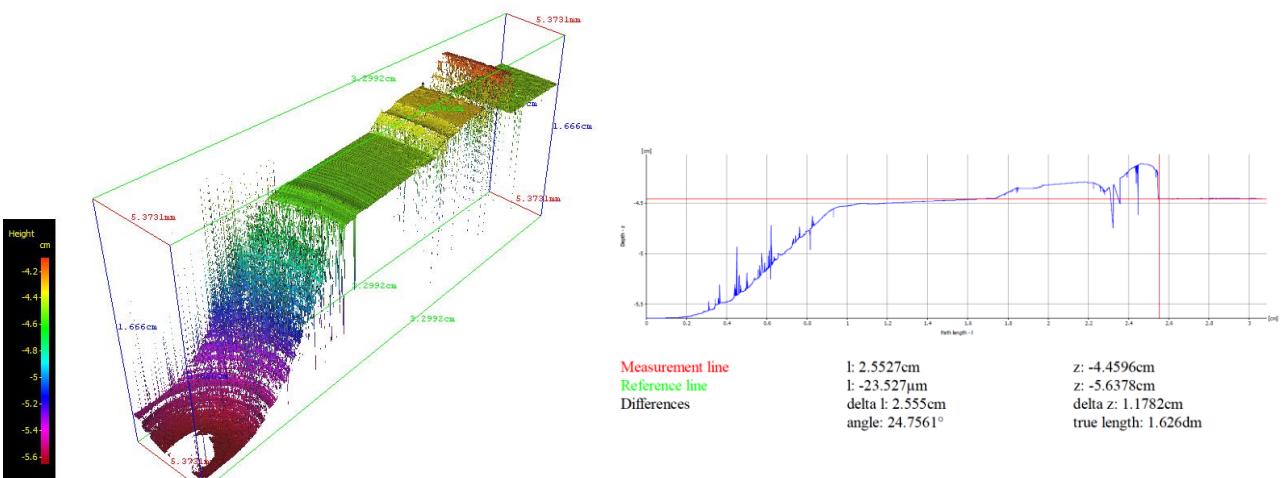 5.3731mm
3.2992cm
1.666cm
5.3731mm
5.3731mm
3.2992cm
3.2992cm
1.666cm
5.3731mm
Height
cm
-4.2
-4.4
-4.6
-4.8
-5
-5.2
-5.4
-5.6
[cm]
Depth - z
-4.5
-5
-5.5
0 0.2 0.4 0.6 0.8 1 1.2 1.4 1.6 1.8 2 2.2 2.4 2.6 2.8 3 [cm]
Path length - l
Measurement line l: 2.5527cm z: -4.4596cm
Reference line l: -23.527µm z: -5.6378cm
Differences delta l: 2.555cm delta z: 1.1782cm
angle: 24.7561° true length: 1.626dm